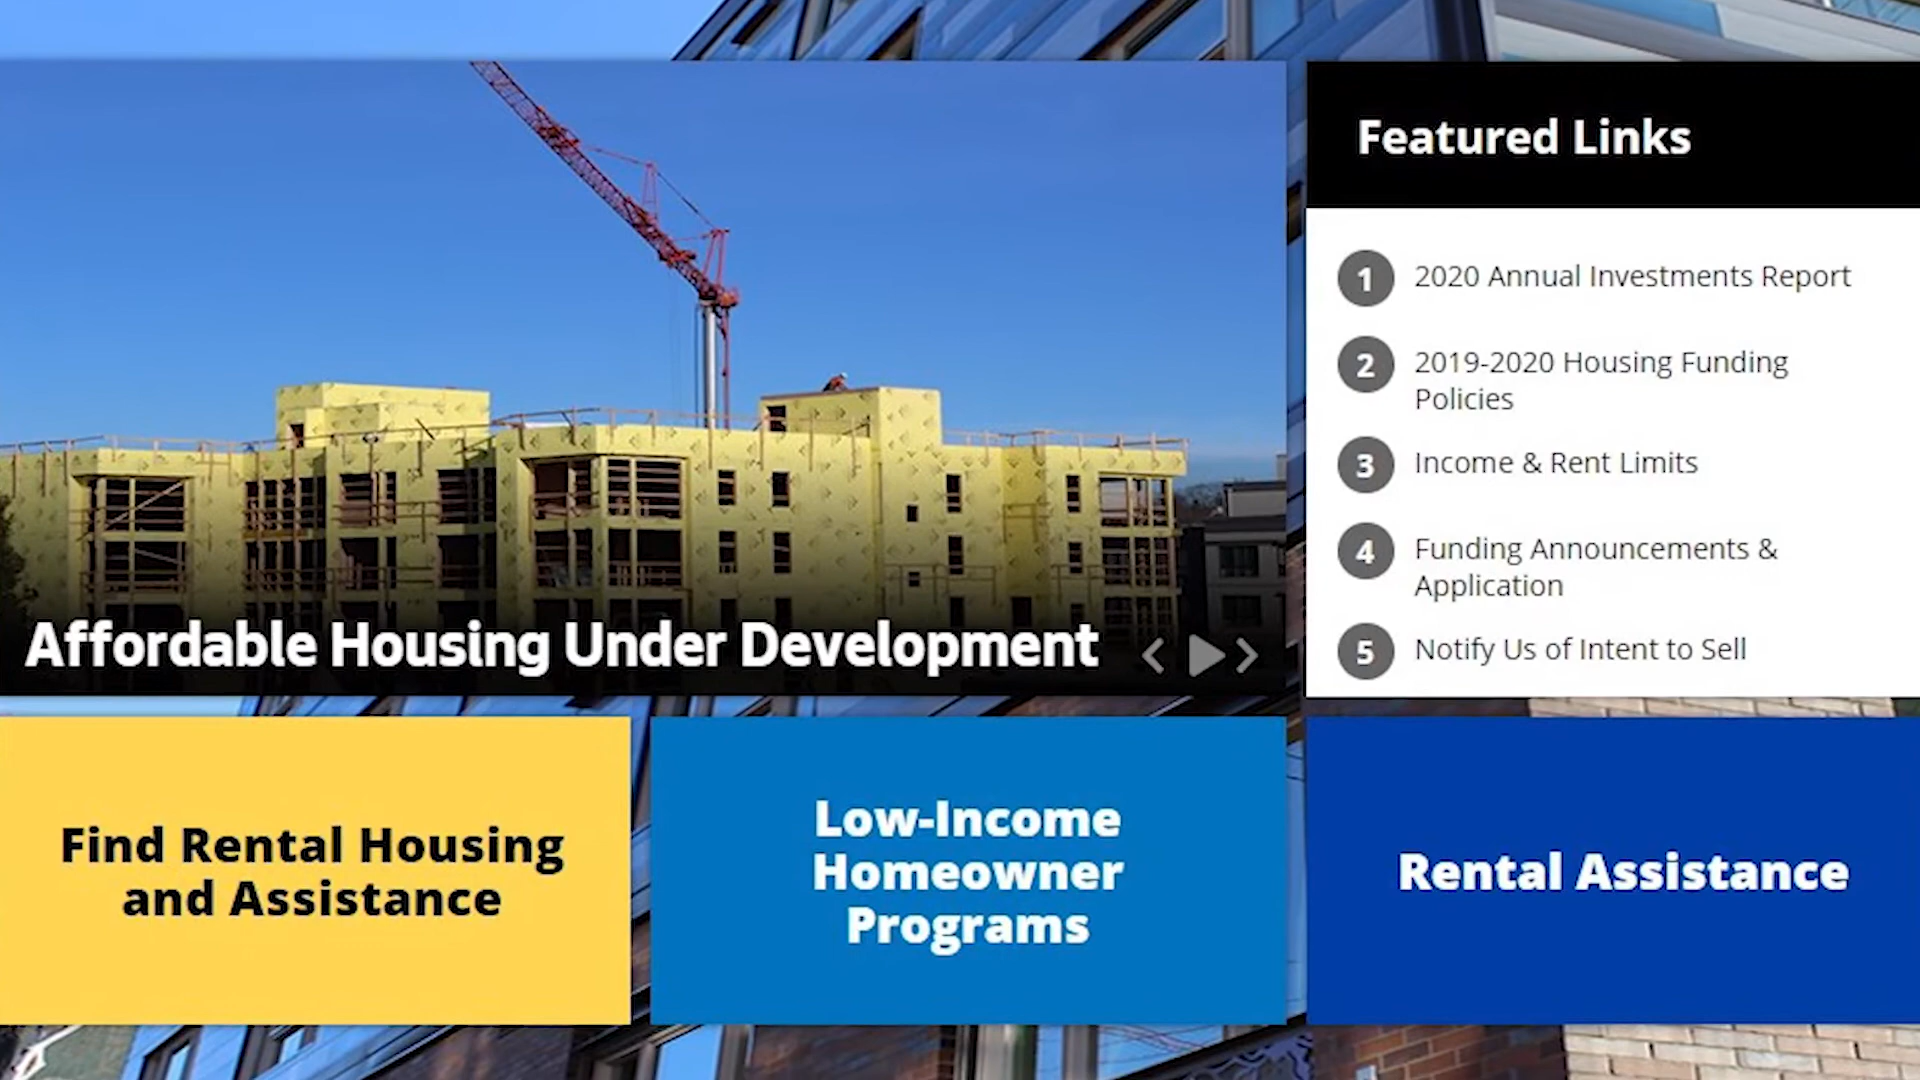 Featured Links
1 2020 Annual Investments Report
2 2019-2020 Housing Funding
Policies
3 Income & Rent Limits
4 Funding Announcements &
Application
5 Notify Us of Intent to Sell
Affordable Housing Under Development
Find Rental Housing
and Assistance
Low-Income
Homeowner
Programs
Rental Assistance